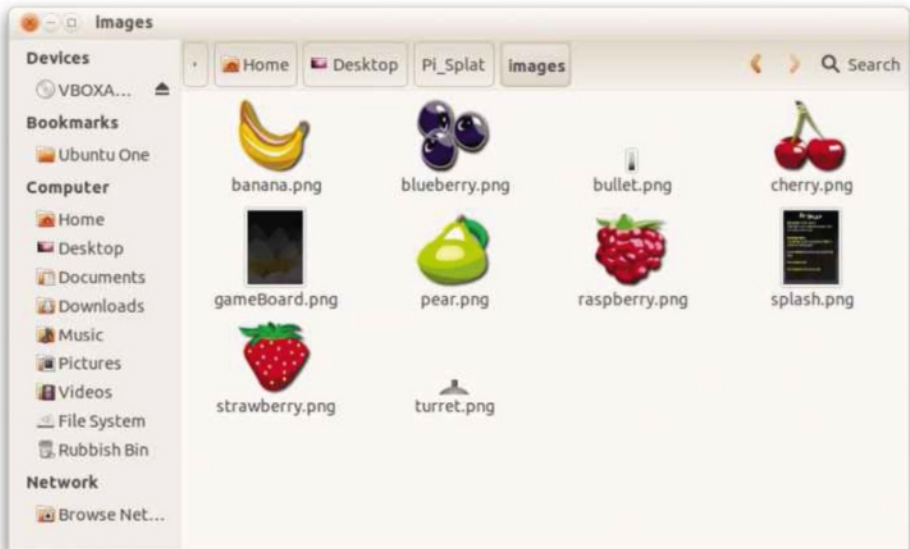 images
Devices
VBOXA...
Bookmarks
Ubuntu One
Computer
Home
Desktop
Documents
Downloads
Music
Pictures
Videos
File System
Rubbish Bin
Network
Browse Net...
Home Desktop Pi_Splat images Search
banana.png blueberry.png bullet.png cherry.png
gameBoard.png pear.png raspberry.png splash.png
strawberry.png turret.png